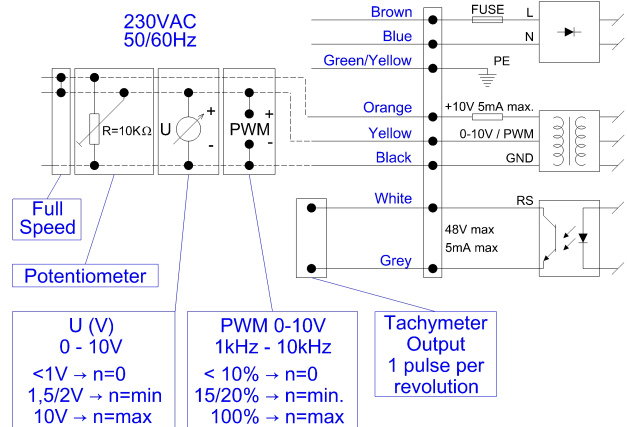 230VAC
50/60Hz
Brown
FUSE
L
Blue
N
Green/Yellow
PE
Orange
+10V 5mA max.
Yellow
0-10V / PWM
Black
GND
R=10KΩ
U
+
-
PWM
+
-
White
RS
48V max
5mA max
Grey
Full
Speed
Potentiometer
U (V)
0 - 10V
<1V → n=0
1,5/2V → n=min
10V → n=max
PWM 0-10V
1kHz - 10kHz
< 10% → n=0
15/20% → n=min.
100% → n=max
Tachymeter
Output
1 pulse per
revolution